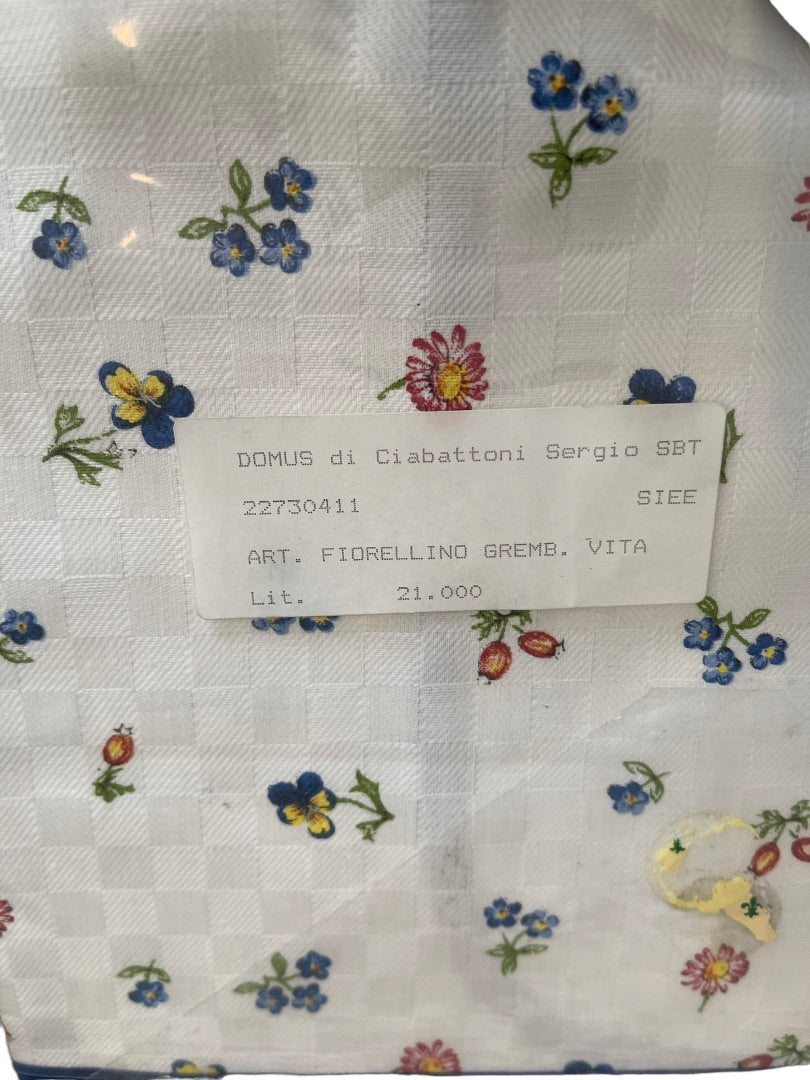 DOMUS di Ciabattoni Sergio SBT
22730411 SIEE
ART. FIORELLINO GREMB. VITA
Lit. 21.000